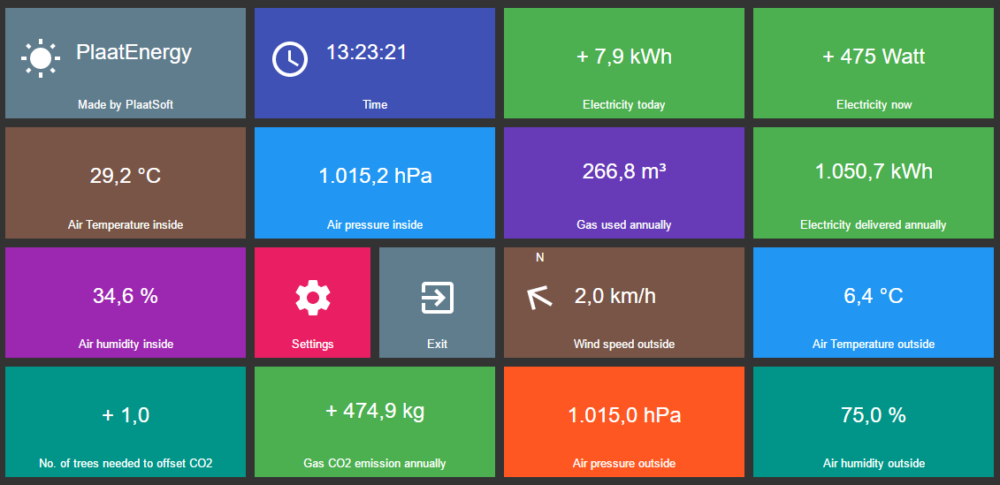 PlaatEnergy
Made by PlaatSoft
13:23:21
Time
+ 7,9 kWh
Electricity today
+ 475 Watt
Electricity now
29,2 °C
Air Temperature inside
1.015,2 hPa
Air pressure inside
266,8 m³
Gas used annually
1.050,7 kWh
Electricity delivered annually
34,6 %
Air humidity inside
Settings
Exit
N
2,0 km/h
Wind speed outside
6,4 °C
Air Temperature outside
+ 1,0
No. of trees needed to offset CO2
+ 474,9 kg
Gas CO2 emission annually
1.015,0 hPa
Air pressure outside
75,0 %
Air humidity outside